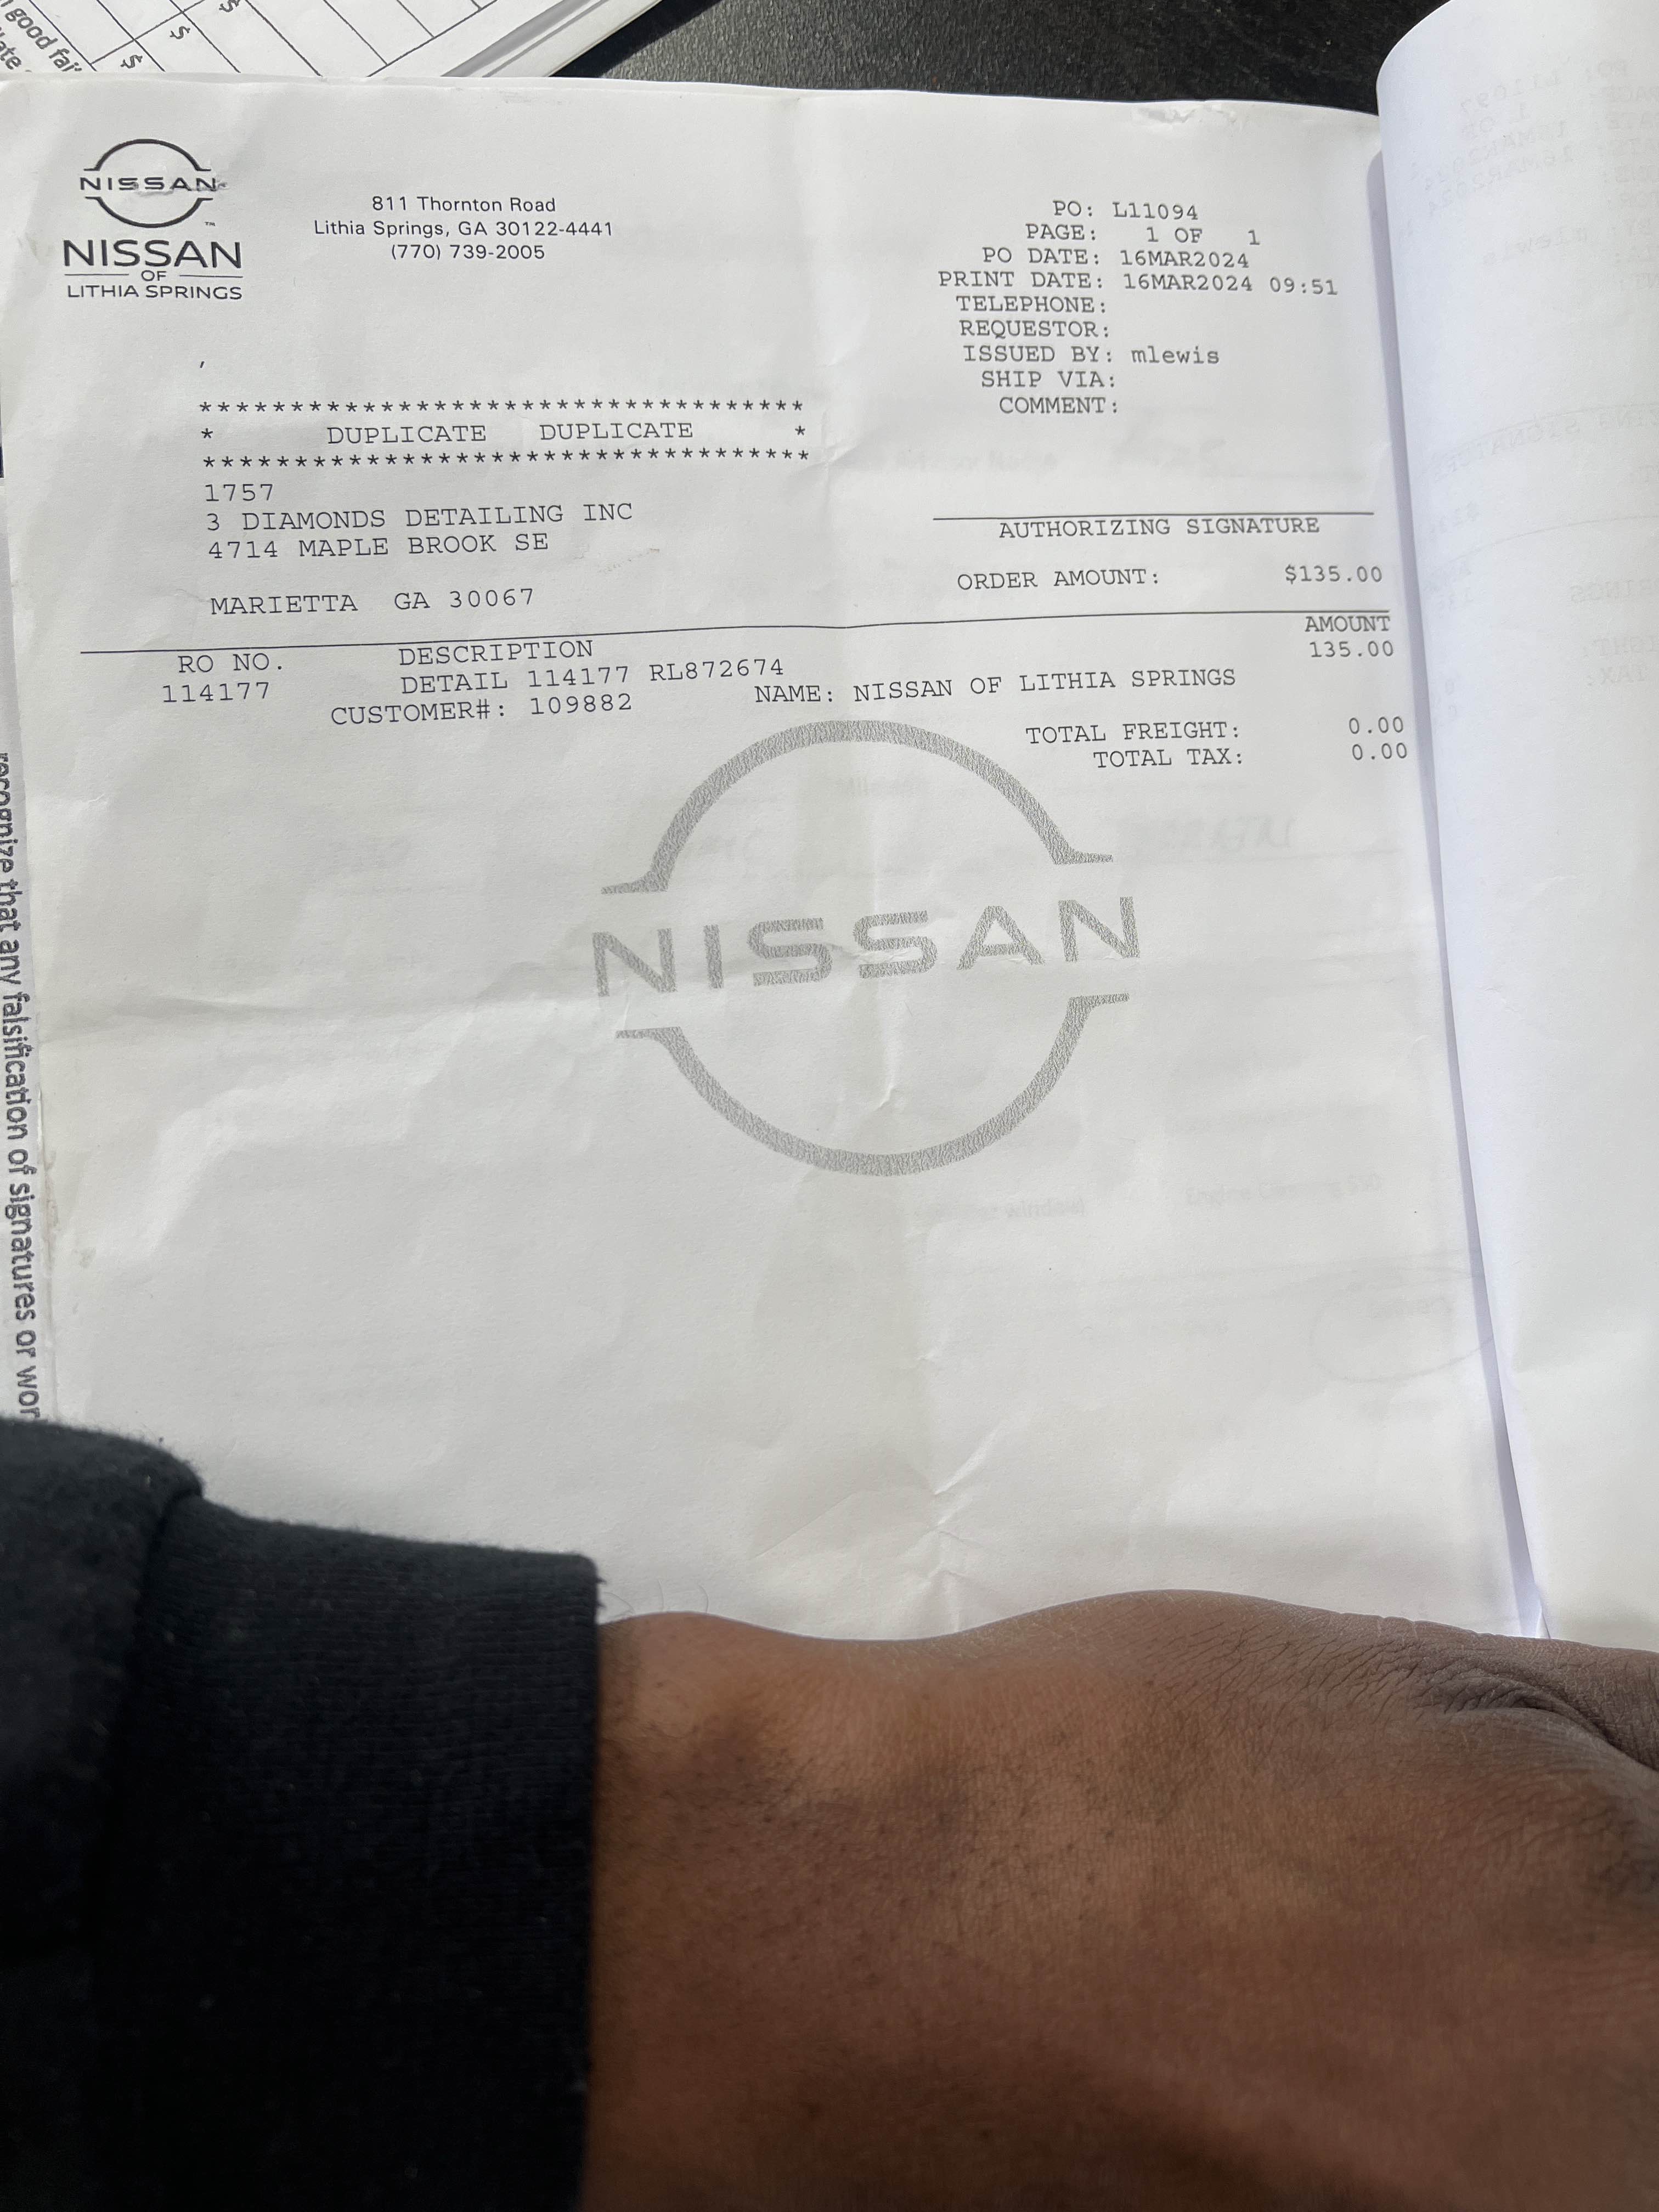 good fai
ate
$
$
$
NISSAN
NISSAN
OF
LITHIA SPRINGS
811 Thornton Road
Lithia Springs, GA 30122-4441
(770) 739-2005
PO: L11094
PAGE: 1 OF 1
PO DATE: 16MAR2024
PRINT DATE: 16MAR2024 09:51
TELEPHONE:
REQUESTOR:
ISSUED BY: mlewis
SHIP VIA:
COMMENT:
,
**********************************
* DUPLICATE DUPLICATE *
**********************************
1757
3 DIAMONDS DETAILING INC
4714 MAPLE BROOK SE
MARIETTA GA 30067
AUTHORIZING SIGNATURE
ORDER AMOUNT: $135.00
RO NO. DESCRIPTION AMOUNT
114177 DETAIL 114177 RL872674 135.00
CUSTOMER#: 109882 NAME: NISSAN OF LITHIA SPRINGS
TOTAL FREIGHT: 0.00
TOTAL TAX: 0.00
NISSAN
recognize that any falsification of signatures or wor